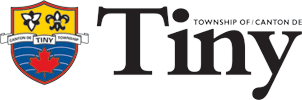 CANTON DE TINY TOWNSHIP
TOWNSHIP OF / CANTON DE
Tiny